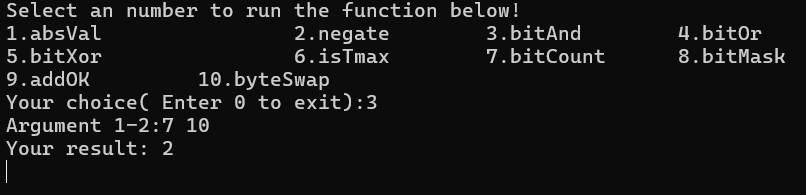 Select an number to run the function below!
1.absVal 2.negate 3.bitAnd 4.bitOr
5.bitXor 6.isTmax 7.bitCount 8.bitMask
9.addOK 10.byteSwap
Your choice( Enter 0 to exit):3
Argument 1-2:7 10
Your result: 2